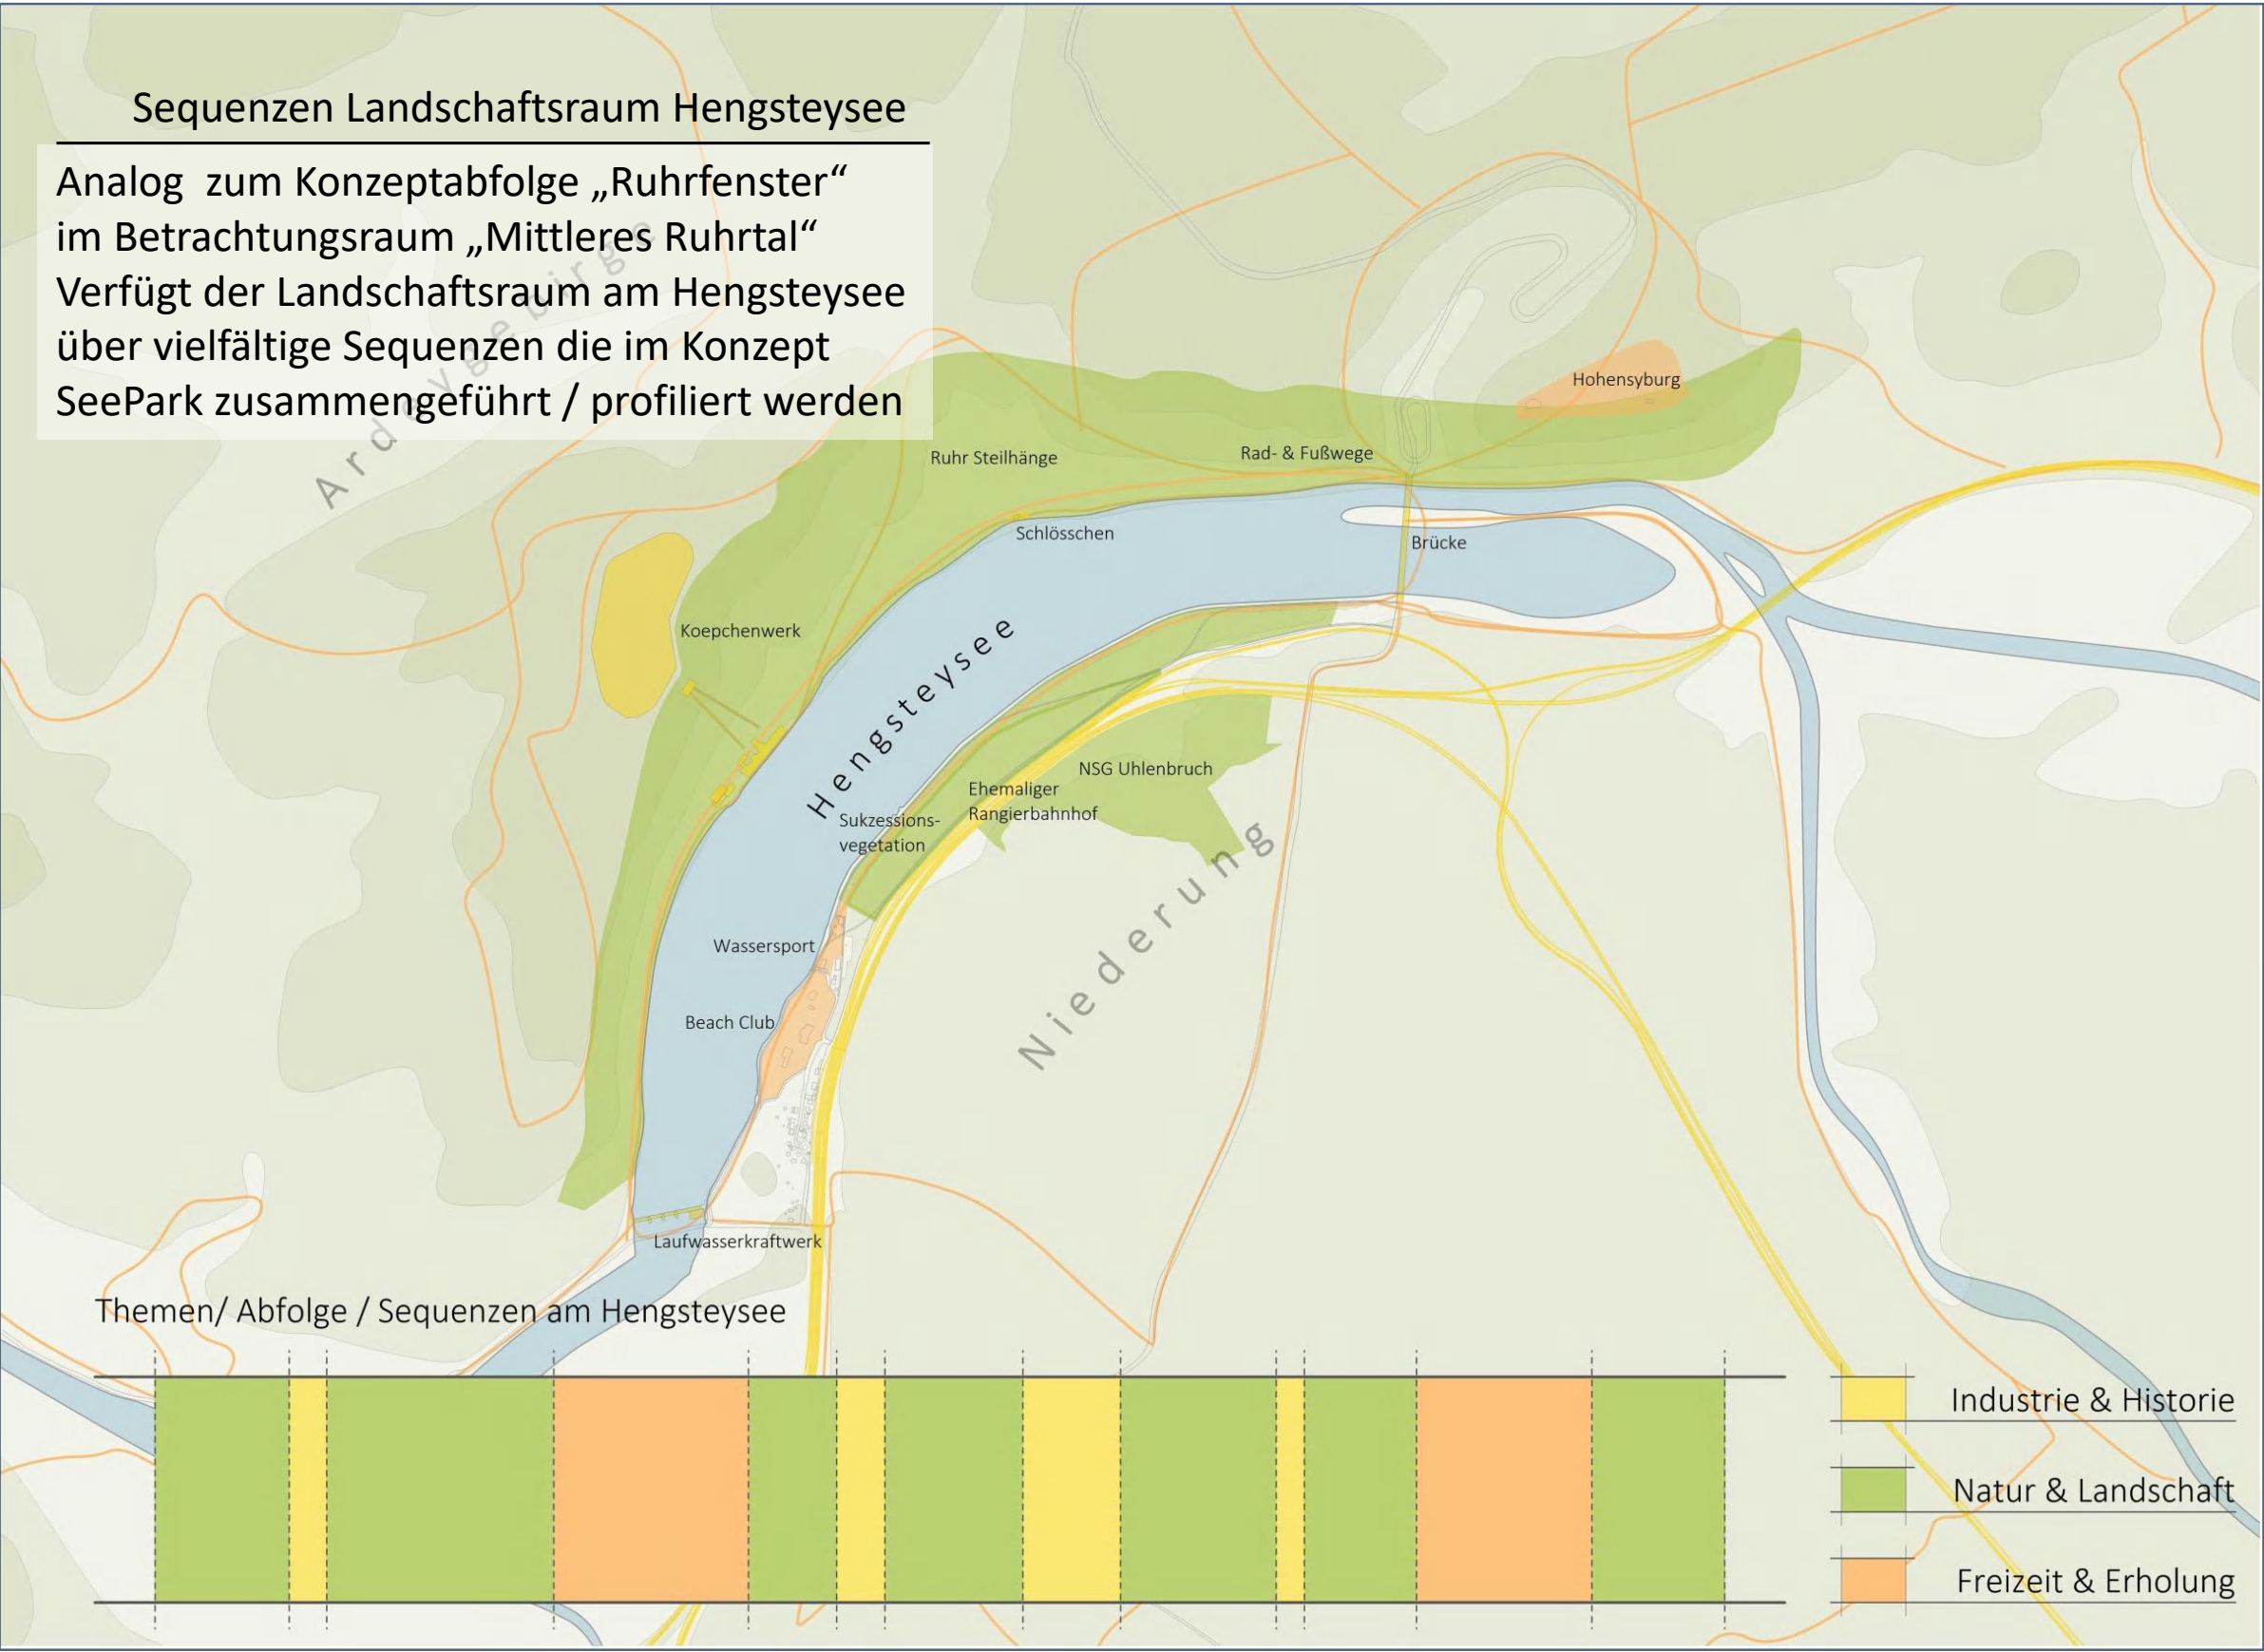 Sequenzen Landschaftsraum Hengsteysee
Analog zum Konzeptabfolge „Ruhrfenster“
im Betrachtungsraum „Mittleres Ruhrtal“
Verfügt der Landschaftsraum am Hengsteysee
über vielfältige Sequenzen die im Konzept
SeePark zusammengeführt / profiliert werden
Ardeygebirge
Hohensyburg
Ruhr Steilhänge
Rad- & Fußwege
Schlösschen
Brücke
Koepchenwerk
Hengsteysee
NSG Uhlenbruch
Ehemaliger
Rangierbahnhof
Sukzessions-
vegetation
Niederung
Wassersport
Beach Club
Laufwasserkraftwerk
Themen/ Abfolge / Sequenzen am Hengsteysee
Industrie & Historie
Natur & Landschaft
Freizeit & Erholung